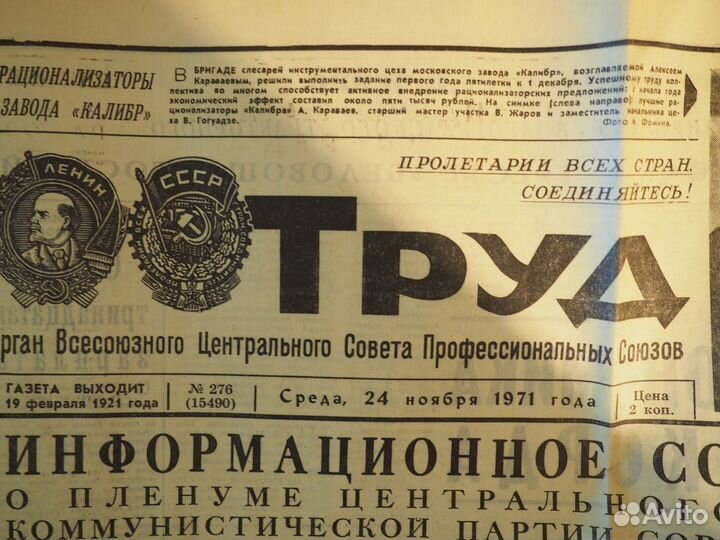 РАЦИОНАЛИЗАТОРЫ
ЗАВОДА «КАЛИБР»
В БРИГАДЕ слесарей инструментального цеха московского завода «Калибр», возглавляемой Алексеем
Караваевым, решили выполнить задание первого года пятилетки к 1 декабря. Успешному труду кол-
лектива во многом способствует активное внедрение рационализаторских предложений: с начала года
экономический эффект составил около пяти тысяч рублей. На снимке (слева направо) лучшие ра-
ционализаторы «Калибра» А. Караваев, старший мастер участка В. Жаров и заместитель начальника це-
ха В. Гогуадзе.
Фото А. Фомина.
ПРОЛЕТАРИИ ВСЕХ СТРАН,
СОЕДИНЯЙТЕСЬ!
ЛЕНИН
СССР
ТРУД
рган Всесоюзного Центрального Совета Профессиональных Союзов
ГАЗЕТА ВЫХОДИТ
19 февраля 1921 года
№ 276
(15490)
Среда, 24 ноября 1971 года
Цена
2 коп.
ИНФОРМАЦИОННОЕ СО
О ПЛЕНУМЕ ЦЕНТРАЛЬНОГО
КОММУНИСТИЧЕСКОЙ ПАРТИИ СОВ
Avito